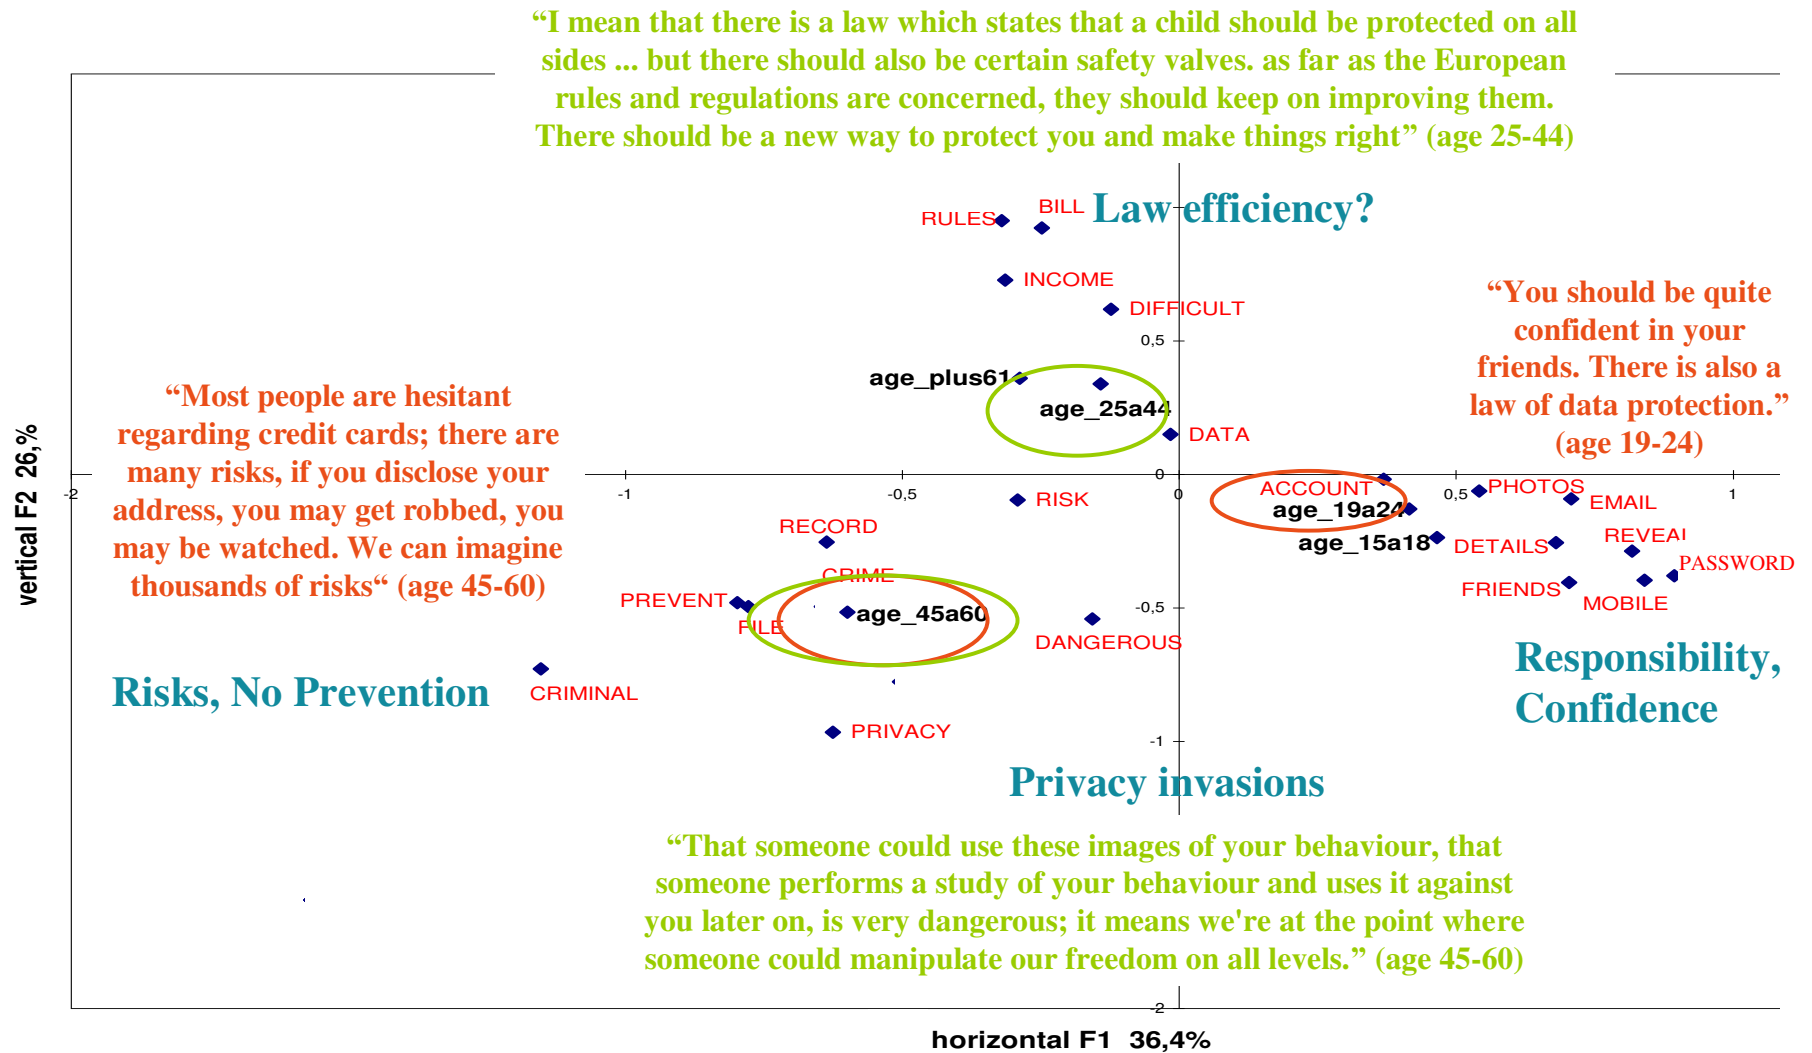 “I mean that there is a law which states that a child should be protected on all
sides ... but there should also be certain safety valves. as far as the European
rules and regulations are concerned, they should keep on improving them.
There should be a new way to protect you and make things right” (age 25-44)
Law efficiency?
RULES
BILL
INCOME
DIFFICULT
0,5
age_plus61
age_25a44
DATA
“You should be quite
confident in your
friends. There is also a
law of data protection.”
(age 19-24)
“Most people are hesitant
regarding credit cards; there are
many risks, if you disclose your
address, you may get robbed, you
may be watched. We can imagine
thousands of risks“ (age 45-60)
vertical F2 26,%
0
-2
-1
-0,5
0
0,5
1
ACCOUNT
PHOTOS
EMAIL
RISK
age_19a24
RECORD
age_15a18
DETAILS
REVEAL
PASSWORD
CRIME
FRIENDS
MOBILE
PREVENT
FILE
age_45a60
-0,5
DANGEROUS
Responsibility,
Confidence
Risks, No Prevention
CRIMINAL
PRIVACY
-1
Privacy invasions
“That someone could use these images of your behaviour, that
someone performs a study of your behaviour and uses it against
you later on, is very dangerous; it means we're at the point where
someone could manipulate our freedom on all levels.” (age 45-60)
-2
horizontal F1 36,4%